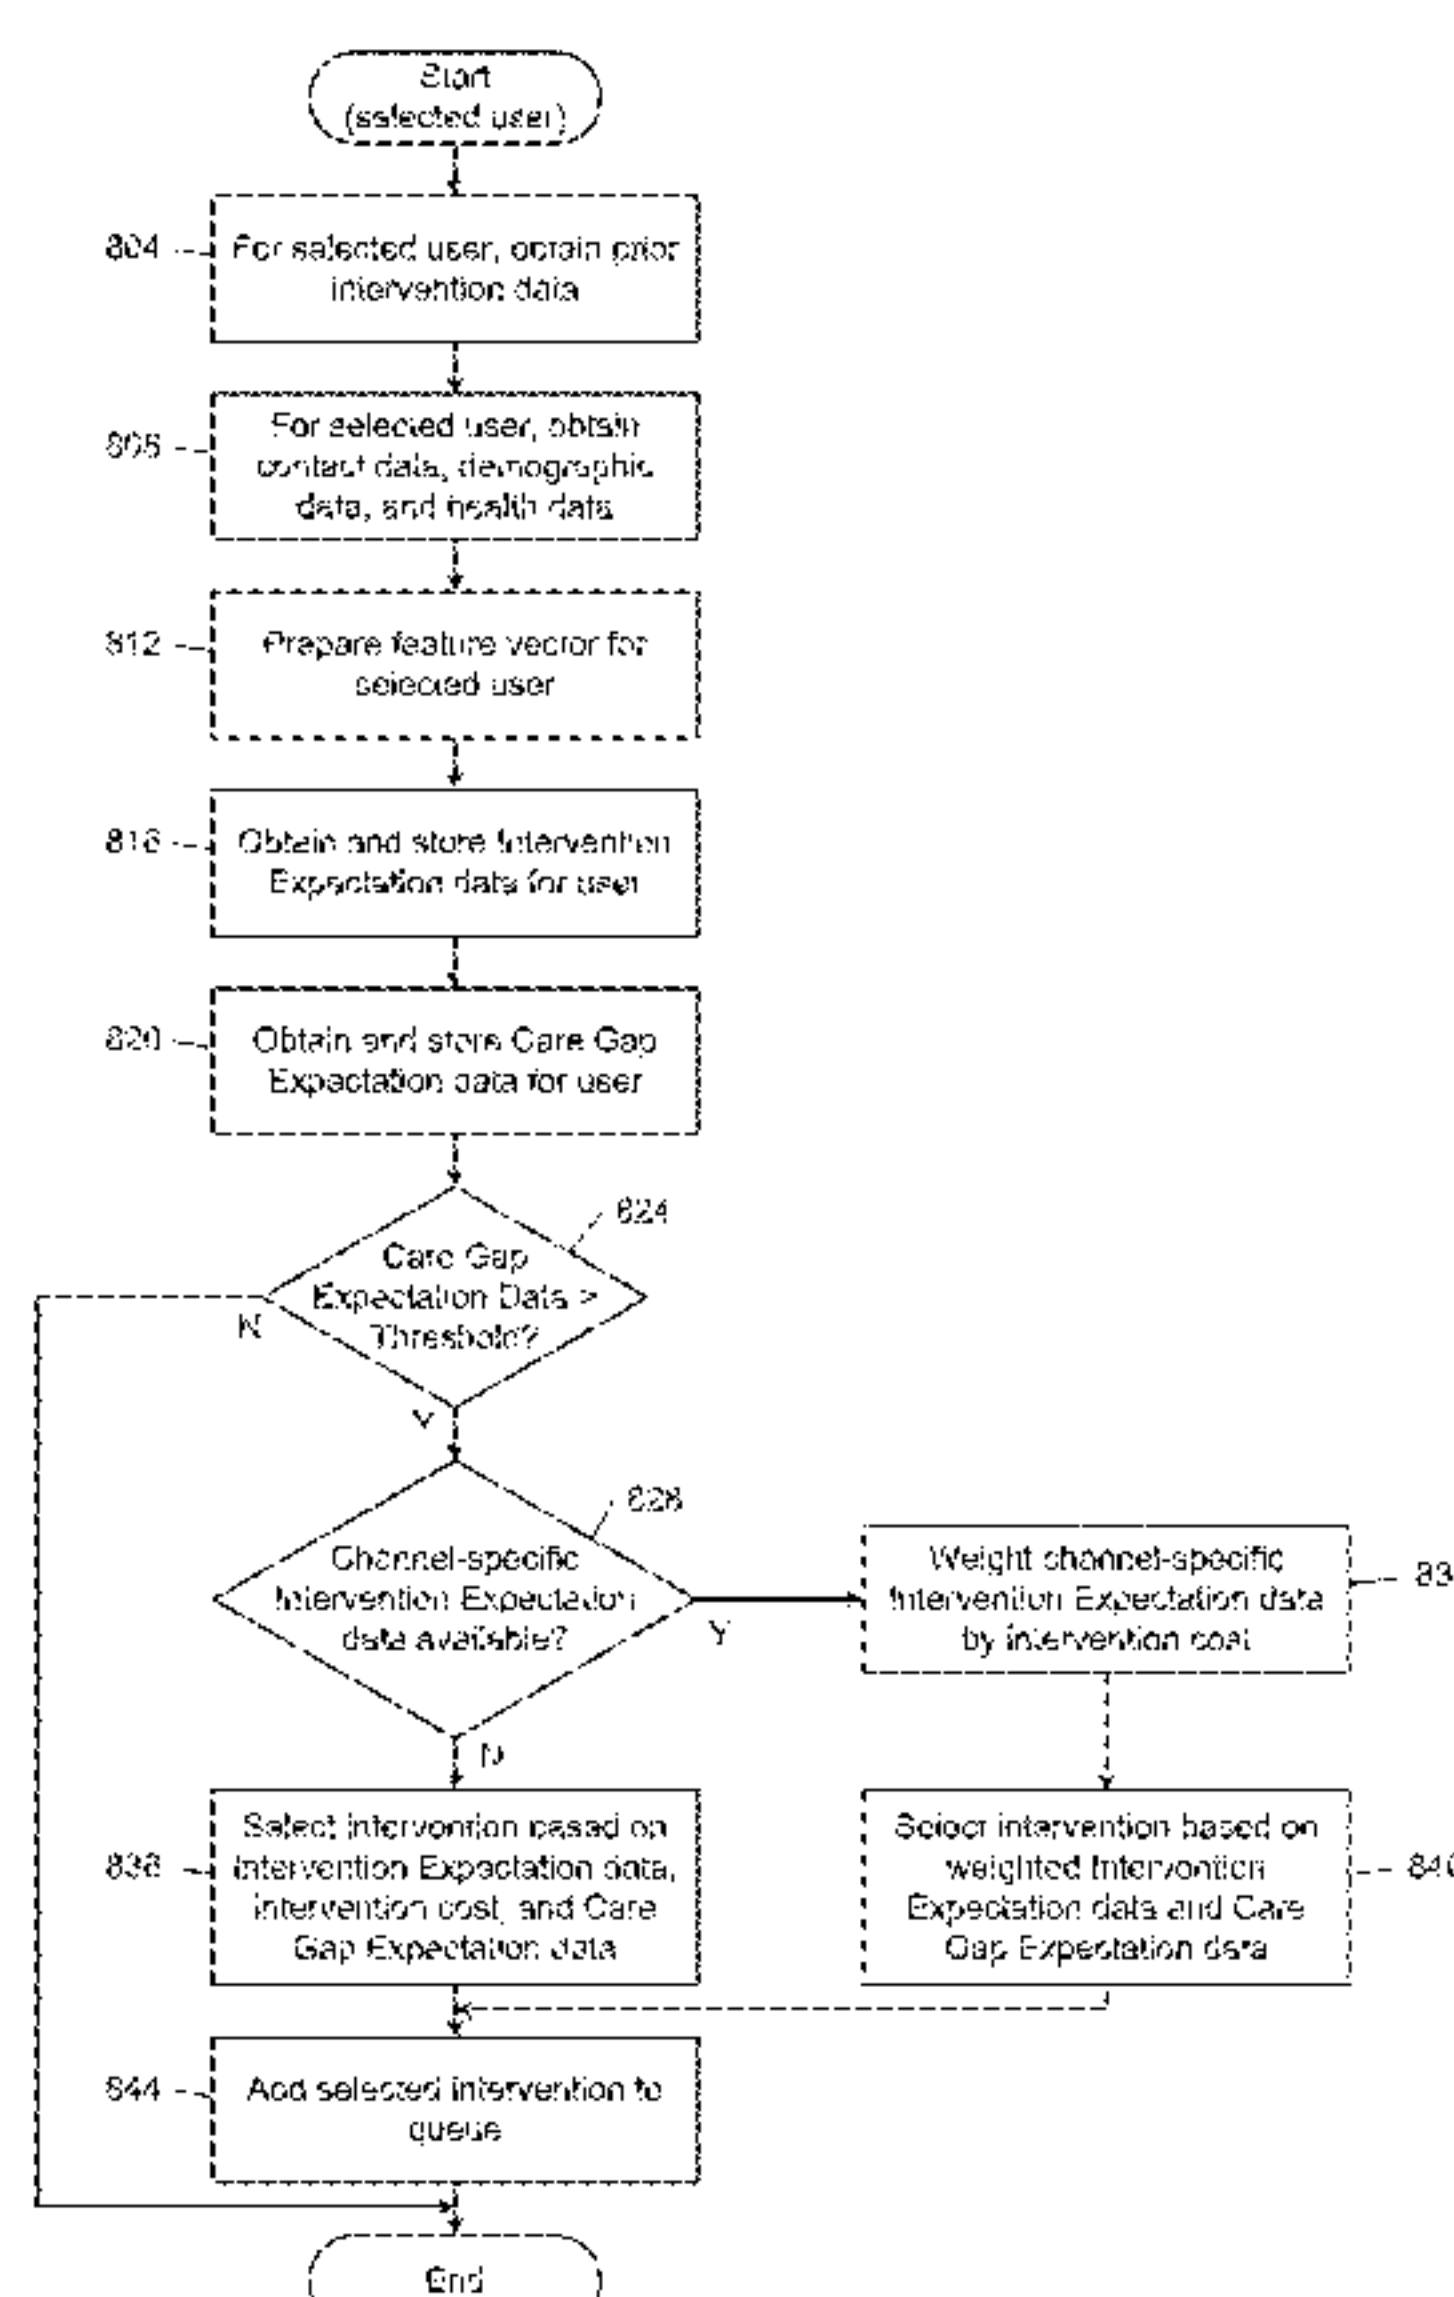 Start
(selected user)
804
For selected user, obtain prior
intervention data
808
For selected user, obtain
contact data, demographic
data, and health data
812
Prepare feature vector for
selected user
816
Obtain and store Intervention
Expectation data for user
820
Obtain and store Care Gap
Expectation data for user
824
Care Gap
Expectation Data >
Threshold?
N
Y
828
Channel-specific
Intervention Expectation
data available?
Y
Weight channel-specific
Intervention Expectation data
by intervention cost
83
N
836
Select intervention based on
Intervention Expectation data,
intervention cost, and Care
Gap Expectation data
Select intervention based on
weighted Intervention
Expectation data and Care
Gap Expectation data
840
844
Add selected intervention to
queue
End